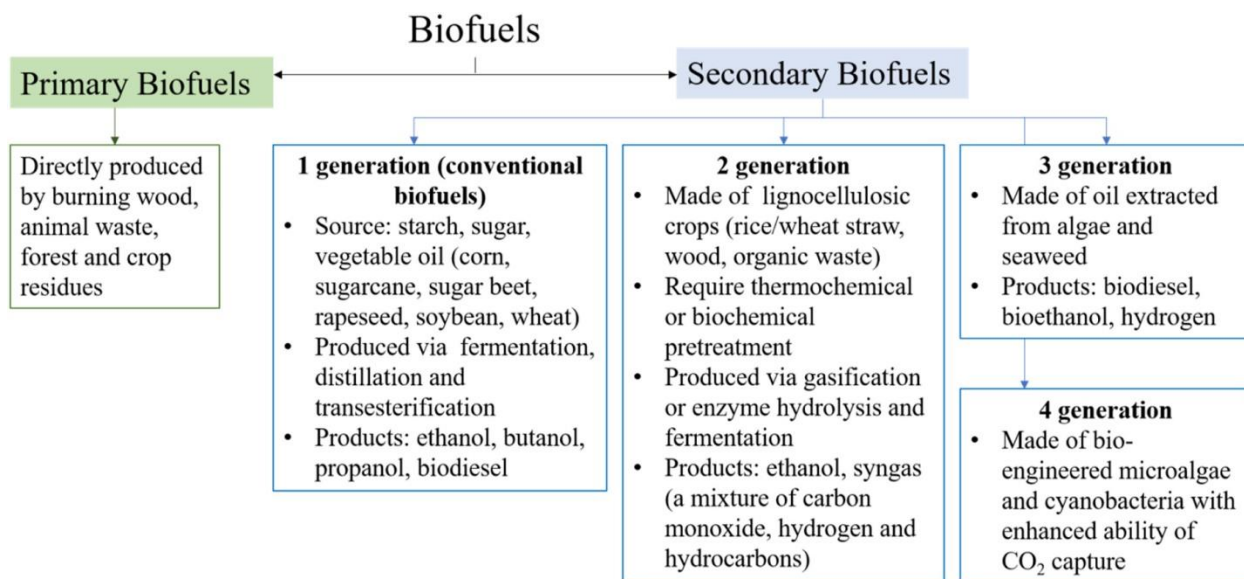 Biofuels
Primary Biofuels
Secondary Biofuels
Directly produced
by burning wood,
animal waste,
forest and crop
residues
1 generation (conventional
biofuels)
• Source: starch, sugar,
vegetable oil (corn,
sugarcane, sugar beet,
rapeseed, soybean, wheat)
• Produced via fermentation,
distillation and
transesterification
• Products: ethanol, butanol,
propanol, biodiesel
2 generation
• Made of lignocellulosic
crops (rice/wheat straw,
wood, organic waste)
• Require thermochemical
or biochemical
pretreatment
• Produced via gasification
or enzyme hydrolysis and
fermentation
• Products: ethanol, syngas
(a mixture of carbon
monoxide, hydrogen and
hydrocarbons)
3 generation
• Made of oil extracted
from algae and
seaweed
• Products: biodiesel,
bioethanol, hydrogen
4 generation
• Made of bio-
engineered microalgae
and cyanobacteria with
enhanced ability of
CO₂ capture